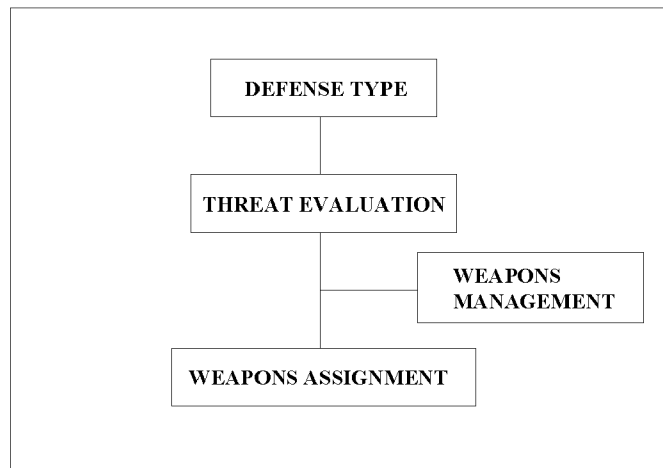 DEFENSE TYPE
THREAT EVALUATION
WEAPONS
MANAGEMENT
WEAPONS ASSIGNMENT